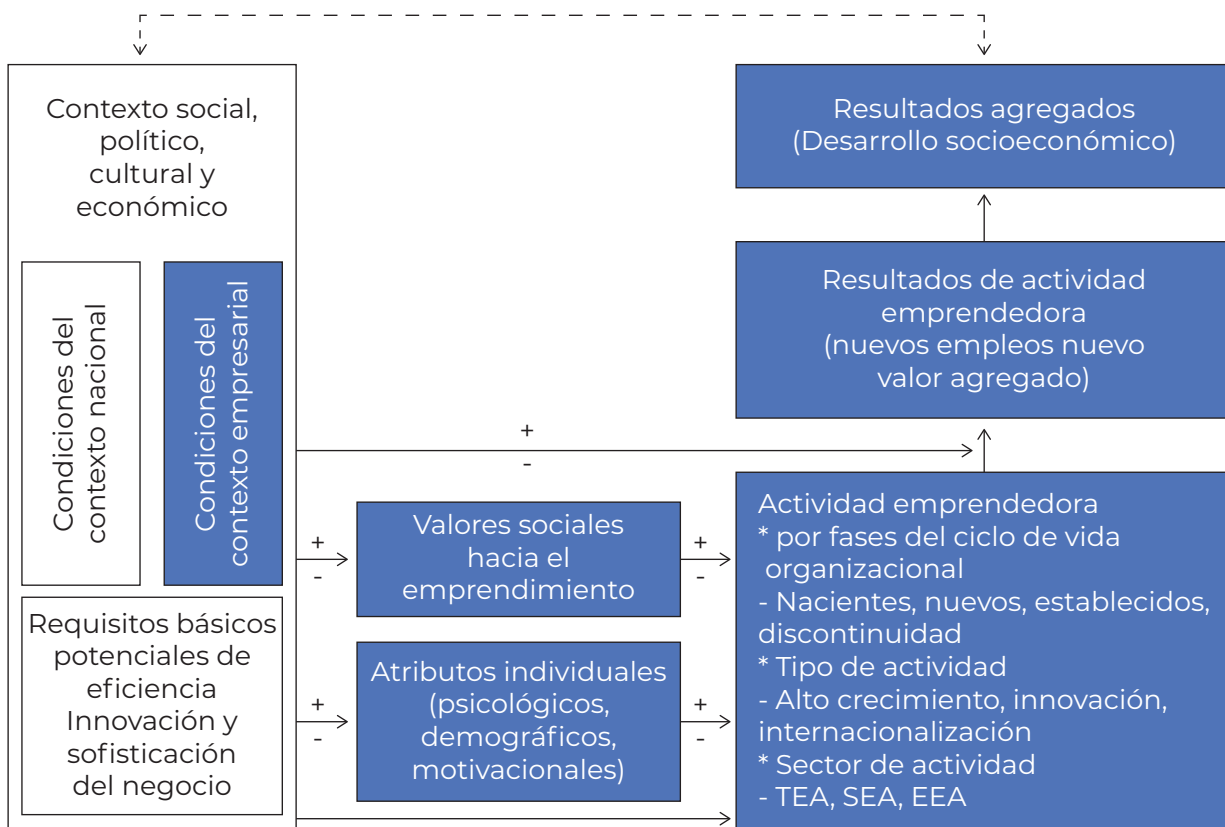 Contexto social,
político,
cultural y
económico
Condiciones del
contexto nacional
Condiciones del
contexto empresarial
Requisitos básicos
potenciales de
eficiencia
Innovación y
sofisticación
del negocio
+
-
+
-
+
-
Valores sociales
hacia el
emprendimiento
Atributos individuales
(psicológicos,
demográficos,
motivacionales)
+
-
+
-
Resultados agregados
(Desarrollo socioeconómico)
Resultados de actividad
emprendedora
(nuevos empleos nuevo
valor agregado)
Actividad emprendedora
* por fases del ciclo de vida
organizacional
- Nacientes, nuevos, establecidos,
discontinuidad
* Tipo de actividad
- Alto crecimiento, innovación,
internacionalización
* Sector de actividad
- TEA, SEA, EEA